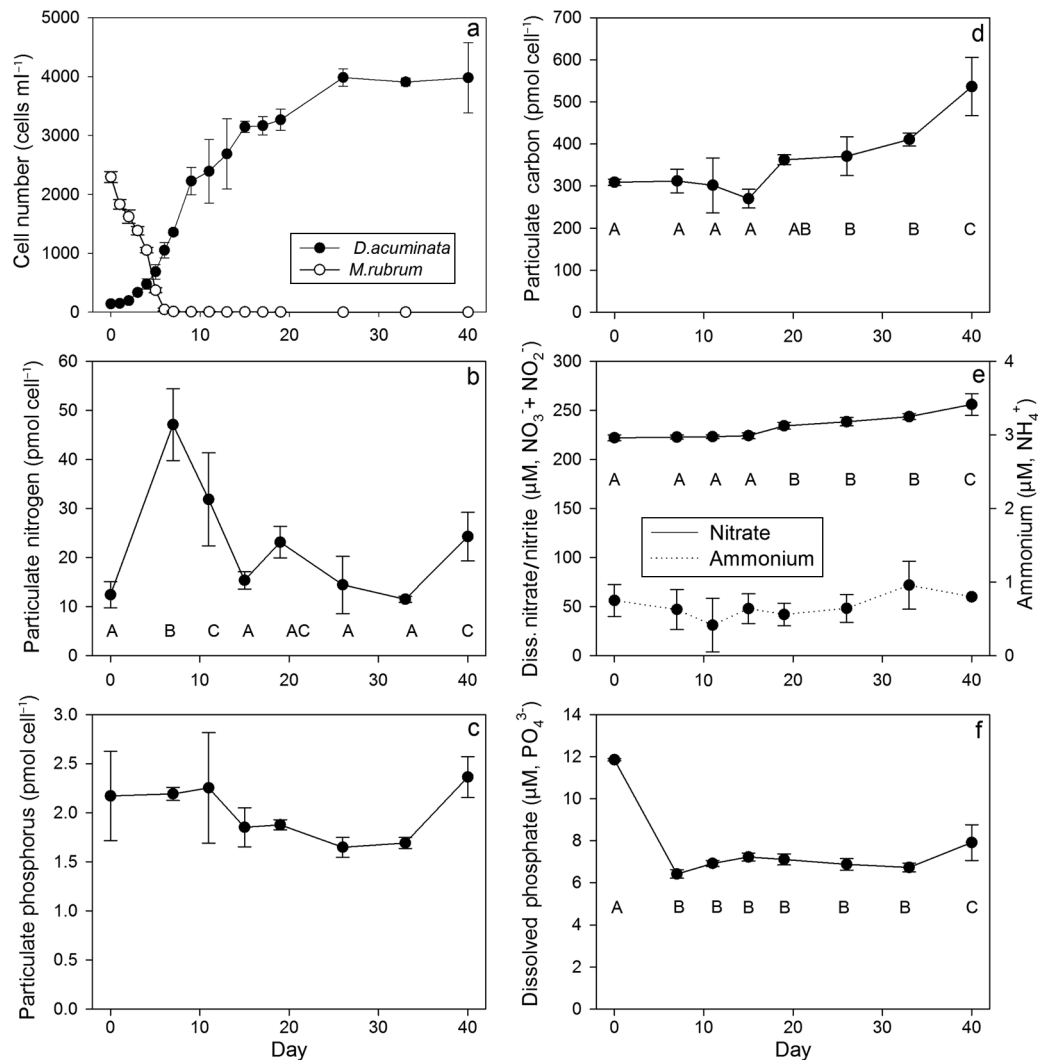 a
Cell number (cells ml⁻¹)
5000
4000
3000
2000
1000
0
D.acuminata
M.rubrum
0 10 20 30 40
b
Particulate nitrogen (pmol cell⁻¹)
60
50
40
30
20
10
0
A B C A AC A A C
c
Particulate phosphorus (pmol cell⁻¹)
3.0
2.5
2.0
1.5
1.0
0.5
0.0
0 10 20 30 40
Day
d
Particulate carbon (pmol cell⁻¹)
700
600
500
400
300
200
100
0
A A A A AB B B C
0 10 20 30 40
e
Diss. nitrate/nitrite (µM, NO₃⁻ + NO₂⁻)
300
250
200
150
100
50
0
A A A A B B B C
Nitrate
Ammonium
Ammonium (µM, NH₄⁺)
4
3
2
1
0
0 10 20 30 40
f
Dissolved phosphate (µM, PO₄³⁻)
14
12
10
8
6
4
2
0
A B B B B B B C
0 10 20 30 40
Day